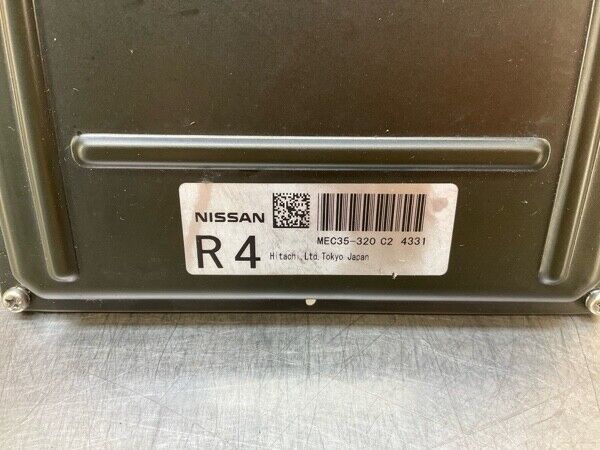 NISSAN
MEC35-320 C2 4331
R4 Hitachi,Ltd.Tokyo Japan